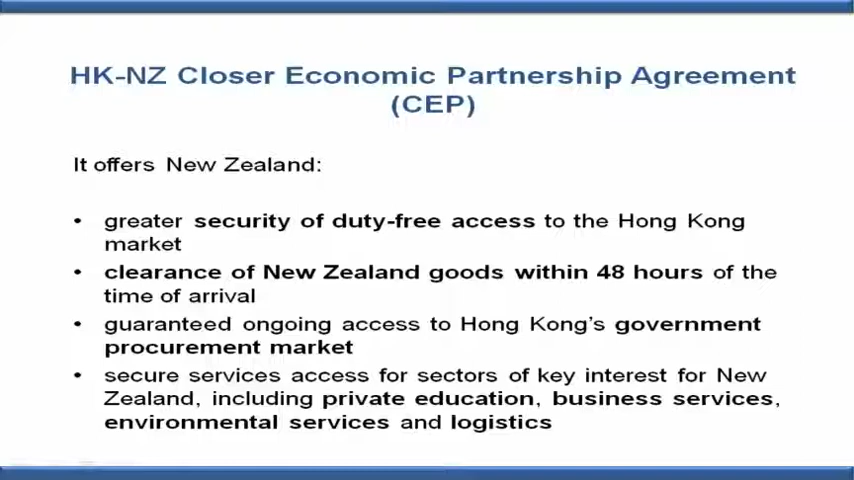 HK-NZ Closer Economic Partnership Agreement
(CEP)
It offers New Zealand:
• greater security of duty-free access to the Hong Kong
market
• clearance of New Zealand goods within 48 hours of the
time of arrival
• guaranteed ongoing access to Hong Kong's government
procurement market
• secure services access for sectors of key interest for New
Zealand, including private education, business services,
environmental services and logistics